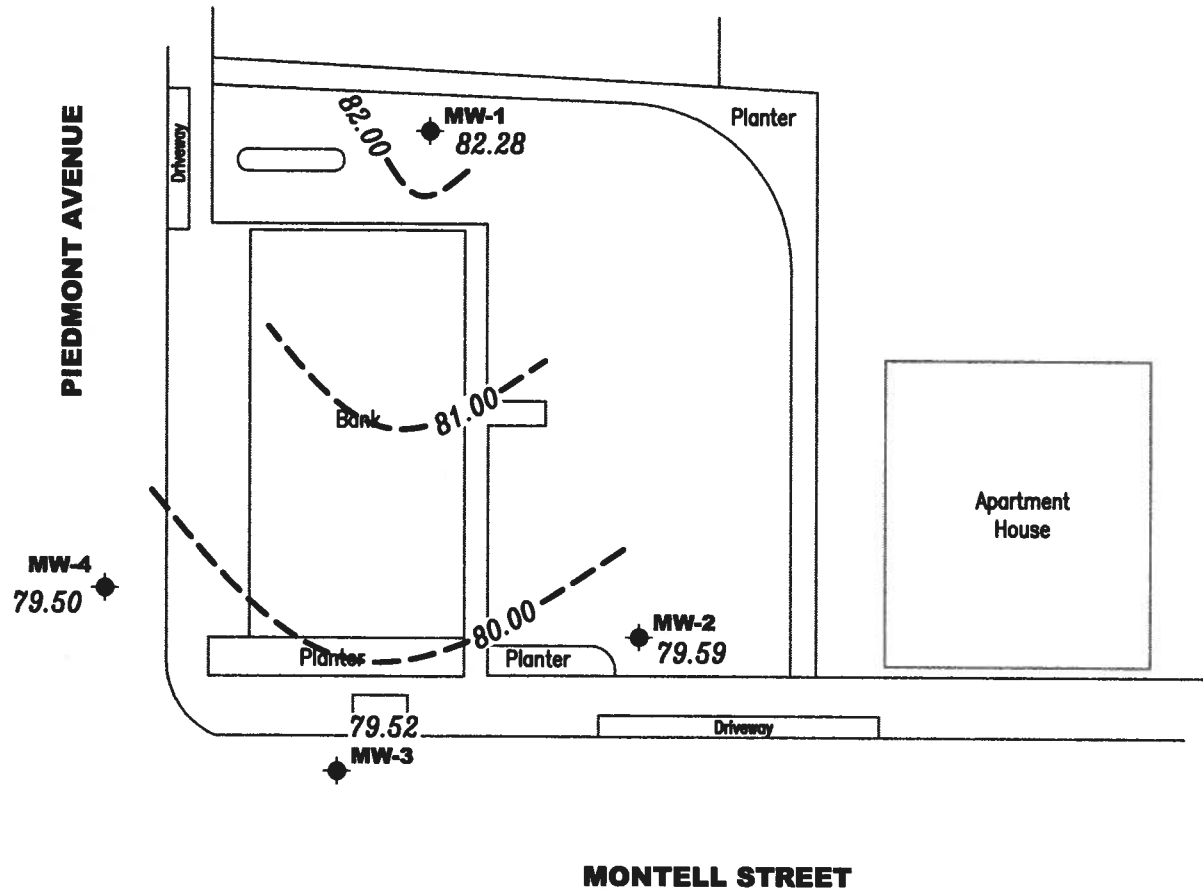 PIEDMONT AVENUE
Driveway
82.00
MW-1
82.28
Planter
Bank
81.00
Apartment
House
MW-4
79.50
80.00
MW-2
79.59
Planter
Planter
79.52
MW-3
Driveway
MONTELL STREET